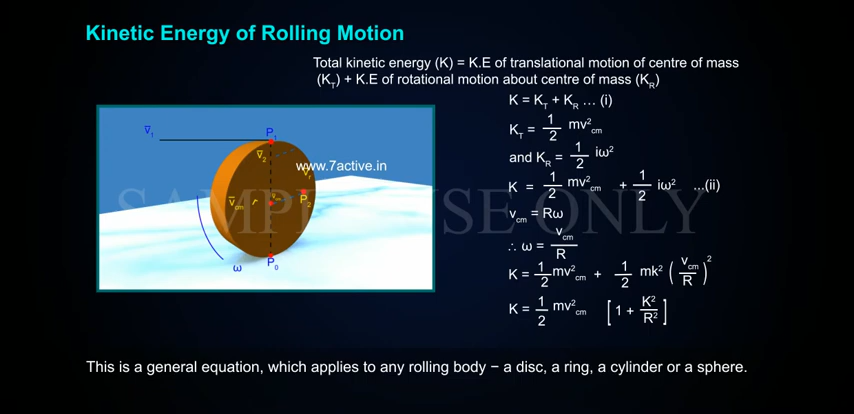 Kinetic Energy of Rolling Motion
Total kinetic energy (K) = K.E of translational motion of centre of mass
(K_T) + K.E of rotational motion about centre of mass (K_R)
K = K_T + K_R ... (i)
K_T = 1/2 mv²_cm
and K_R = 1/2 iω²
K = 1/2 mv²_cm + 1/2 iω² ...(ii)
v_cm = Rω
∴ ω = v_cm/R
K = 1/2 mv²_cm + 1/2 mk² (v_cm/R)²
K = 1/2 mv²_cm [1 + K²/R²]
v̅₁
P₁
v̅₂
www.7active.in
v̅_cm
r
P₂
ω
P₀
SAMPLE USE ONLY
This is a general equation, which applies to any rolling body − a disc, a ring, a cylinder or a sphere.